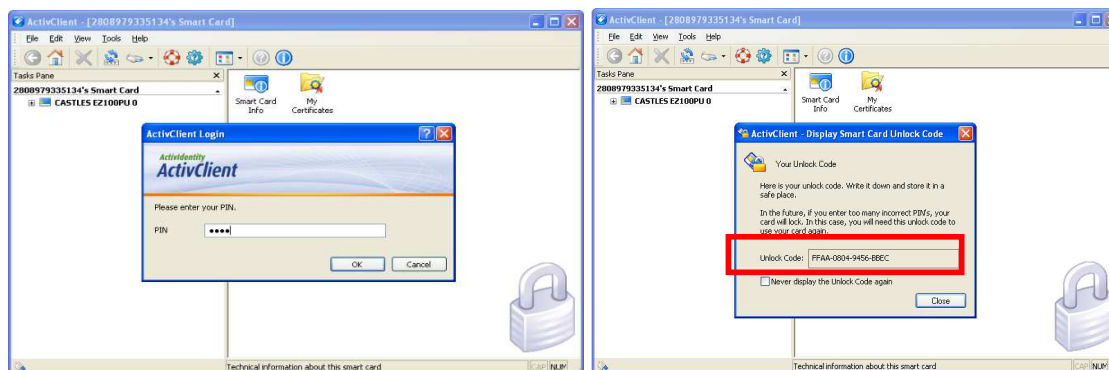 ActivClient - [2808979335134's Smart Card]
File Edit View Tools Help
Tasks Pane
2808979335134's Smart Card
CASTLES EZ100PU 0
Smart Card Info
My Certificates
ActivClient Login
ActivIdentity
ActivClient
Please enter your PIN.
PIN ●●●●
OK Cancel
Technical information about this smart card
CAP NUM
ActivClient - [2808979335134's Smart Card]
File Edit View Tools Help
Tasks Pane
2808979335134's Smart Card
CASTLES EZ100PU 0
Smart Card Info
My Certificates
ActivClient - Display Smart Card Unlock Code
Your Unlock Code
Here is your unlock code. Write it down and store it in a
safe place.
In the future, if you enter too many incorrect PIN's, your
card will lock. In this case, you will need this unlock code to
use your card again.
Unlock Code: FFAA-0804-9456-BBEC
Never display the Unlock Code again
Close
Technical information about this smart card
CAP NUM